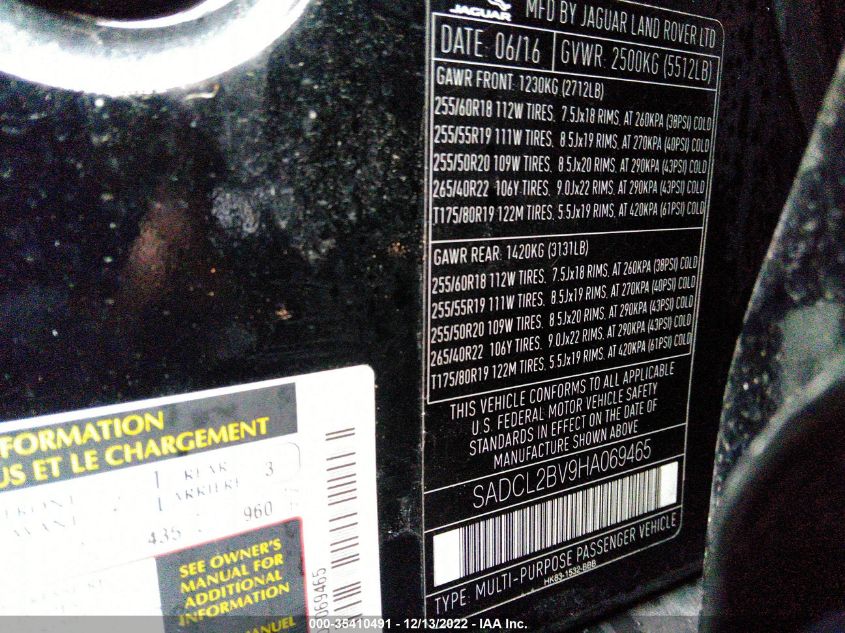 JAGUAR
MFD BY JAGUAR LAND ROVER LTD
DATE: 06/16
GVWR: 2500KG (5512LB)
GAWR FRONT: 1230KG (2712LB)
255/60R18 112W TIRES, 7.5Jx18 RIMS, AT 260KPA (38PSI) COLD
255/55R19 111W TIRES, 8.5Jx19 RIMS, AT 270KPA (40PSI) COLD
255/50R20 109W TIRES, 8.5Jx20 RIMS, AT 290KPA (43PSI) COLD
265/40R22 106Y TIRES, 9.0Jx22 RIMS, AT 290KPA (43PSI) COLD
T175/80R19 122M TIRES, 5.5Jx19 RIMS, AT 420KPA (61PSI) COLD
GAWR REAR: 1420KG (3131LB)
255/60R18 112W TIRES, 7.5Jx18 RIMS, AT 260KPA (38PSI) COLD
255/55R19 111W TIRES, 8.5Jx19 RIMS, AT 270KPA (40PSI) COLD
255/50R20 109W TIRES, 8.5Jx20 RIMS, AT 290KPA (43PSI) COLD
265/40R22 106Y TIRES, 9.0Jx22 RIMS, AT 290KPA (43PSI) COLD
T175/80R19 122M TIRES, 5.5Jx19 RIMS, AT 420KPA (61PSI) COLD
THIS VEHICLE CONFORMS TO ALL APPLICABLE
U.S. FEDERAL MOTOR VEHICLE SAFETY
STANDARDS IN EFFECT ON THE DATE OF
MANUFACTURE SHOWN ABOVE
SADCL2BV9HA069465
TYPE: MULTI-PURPOSE PASSENGER VEHICLE
HK83-1532-BBB
FORMATION
US ET LE CHARGEMENT
FRONT 2 REAR 3
AVANT ARRIÈRE
435 960
SEE OWNER'S
MANUAL FOR
ADDITIONAL
INFORMATION
069465
000-35410491 - 12/13/2022 - IAA Inc.